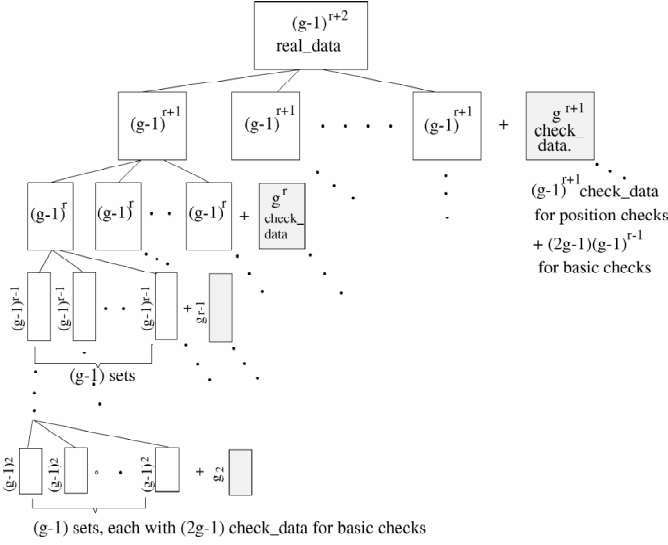 (g-1)^{r+2}
real_data
(g-1)^{r+1} (g-1)^{r+1} · · · · (g-1)^{r+1} + g^{r+1}
check_
data.
(g-1)^r (g-1)^r · · (g-1)^r + g^r
check_
data
(g-1)^{r+1} check_data
for position checks
+ (2g-1)(g-1)^{r-1}
for basic checks
(g-1)^{r-1} (g-1)^{r-1} · · (g-1)^{r-1} + g^{r-1}
(g-1) sets
(g-1)^2 (g-1)^2 · · (g-1)^2 + g^2
(g-1) sets, each with (2g-1) check_data for basic checks